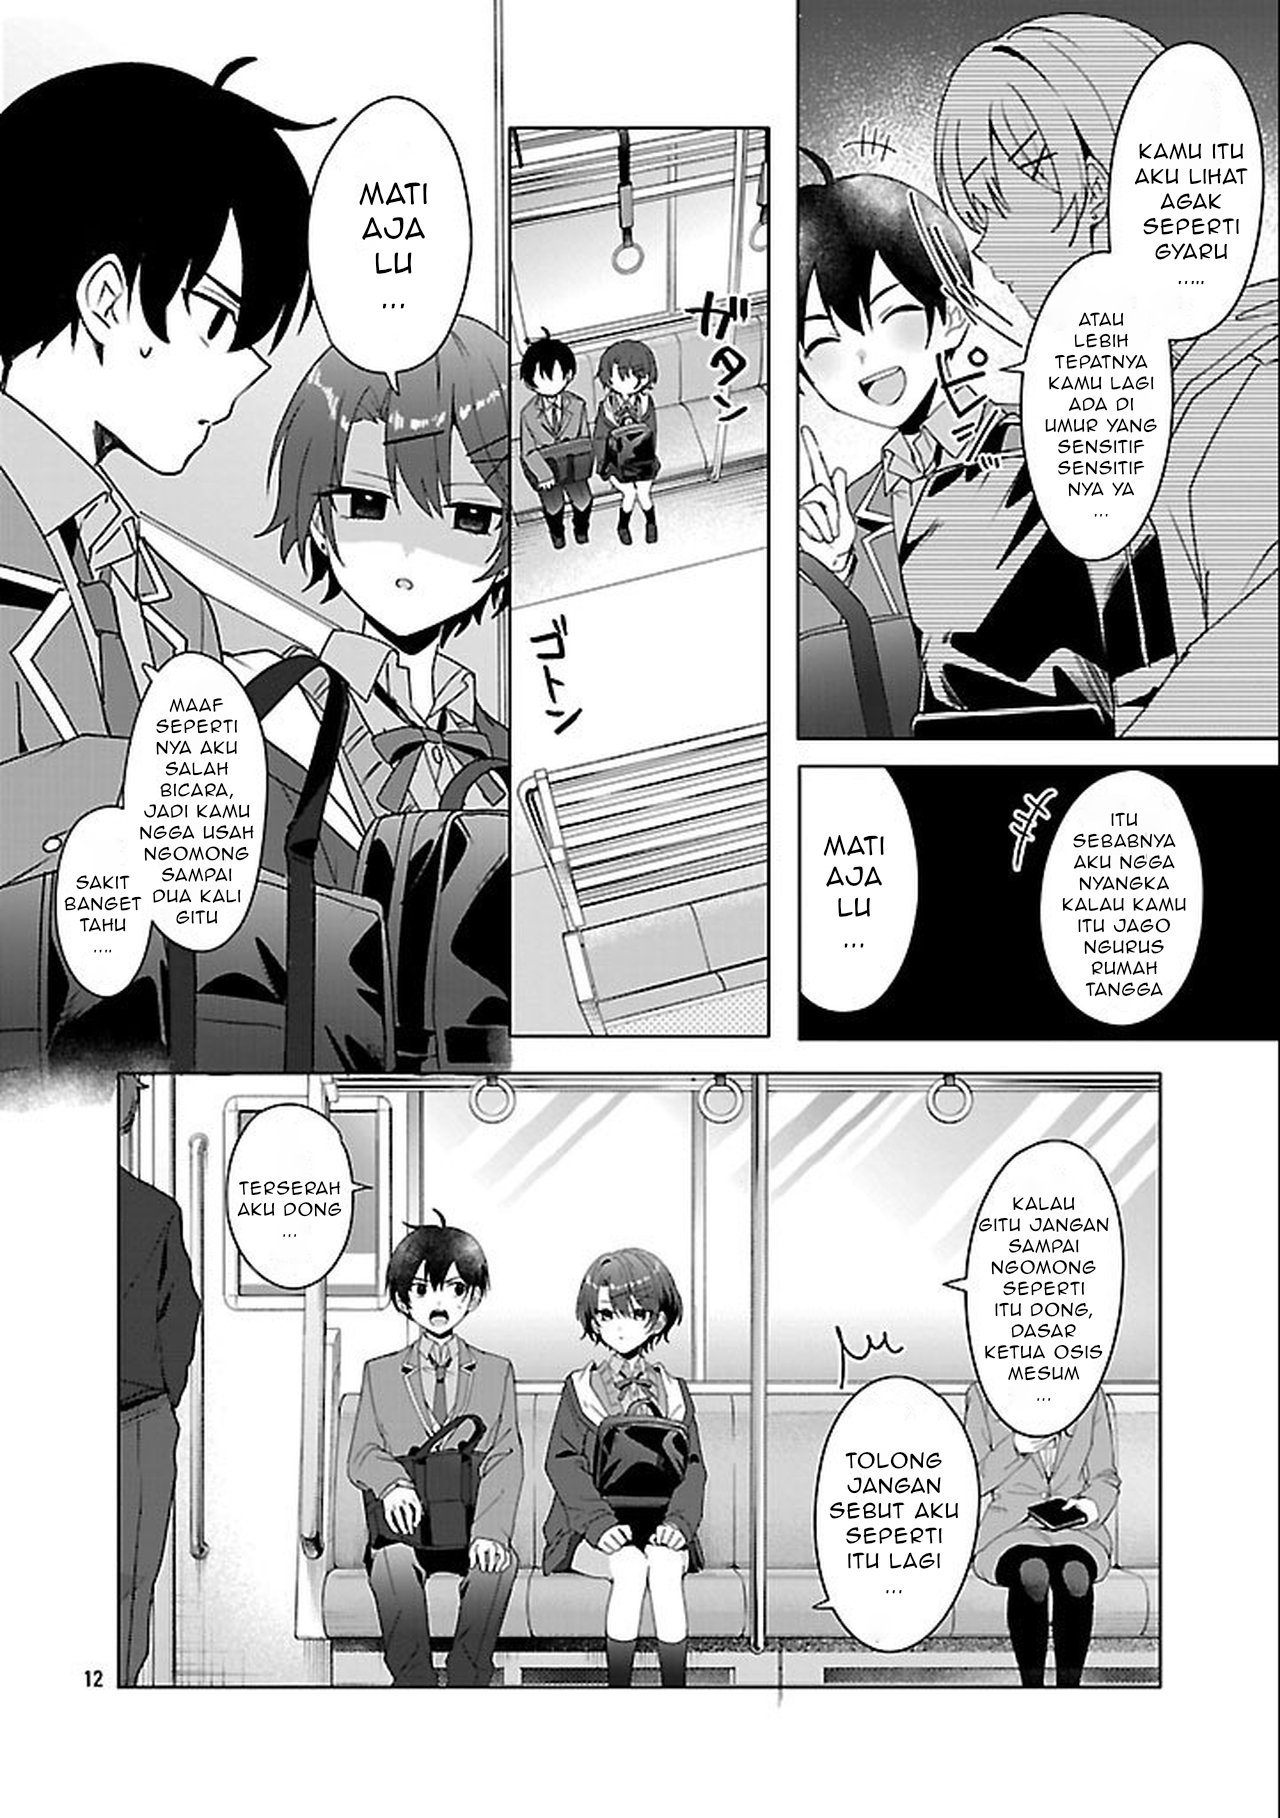 KAMU ITU
AKU LIHAT
AGAK
SEPERTI
GYARU
.....
ATAU
LEBIH
TEPATNYA
KAMU LAGI
ADA DI
UMUR YANG
SENSITIF
SENSITIF
NYA YA
...
ピ
ITU
SEBABNYA
AKU NGGA
NYANGKA
KALAU KAMU
ITU JAGO
NGURUS
RUMAH
TANGGA
MATI
AJA
LU
...
ガタン
ゴトン
MATI
AJA
LU
...
MAAF
SEPERTI
NYA AKU
SALAH
BICARA,
JADI KAMU
NGGA USAH
NGOMONG
SAMPAI
DUA KALI
GITU
SAKIT
BANGET
TAHU
....
KALAU
GITU JANGAN
SAMPAI
NGOMONG
SEPERTI
ITU DONG,
DASAR
KETUA OSIS
MESUM
...
TOLONG
JANGAN
SEBUT AKU
SEPERTI
ITU LAGI
...
TERSERAH
AKU DONG
...
12